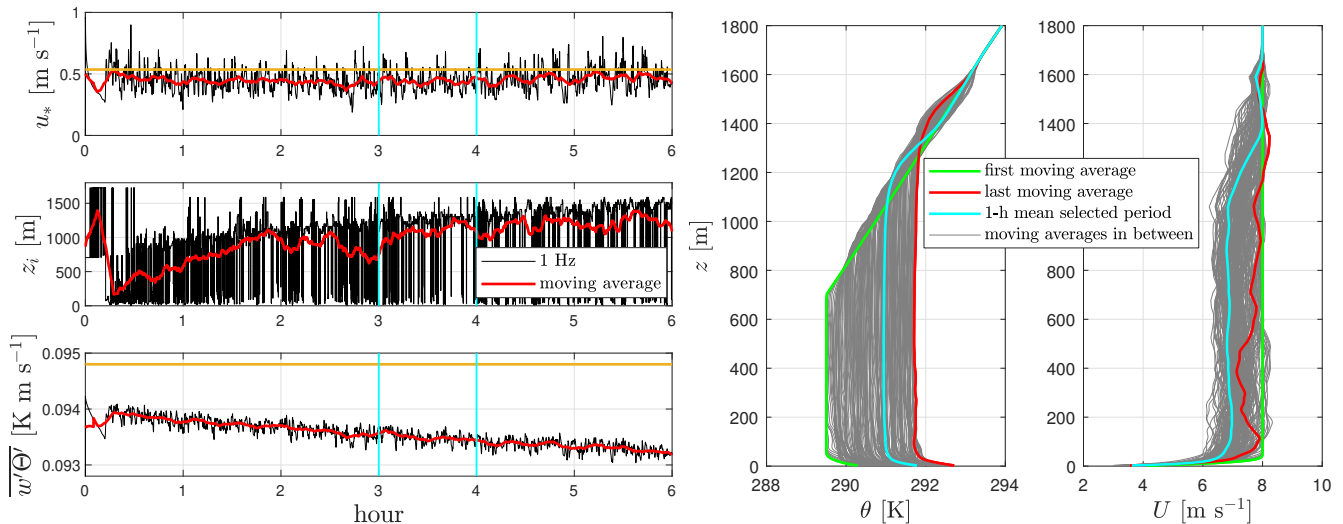 u* [m s⁻¹]
1
0.5
0
0 1 2 3 4 5 6
z_i [m]
1500
1000
500
0
1 Hz
moving average
0 1 2 3 4 5 6
w′Θ′ [K m s⁻¹]
0.095
0.094
0.093
0 1 2 3 4 5 6
hour
z [m]
1800
1600
1400
1200
1000
800
600
400
200
0
288 290 292 294
θ [K]
first moving average
last moving average
1-h mean selected period
moving averages in between
1800
1600
1400
1200
1000
800
600
400
200
0
2 4 6 8 10
U [m s⁻¹]